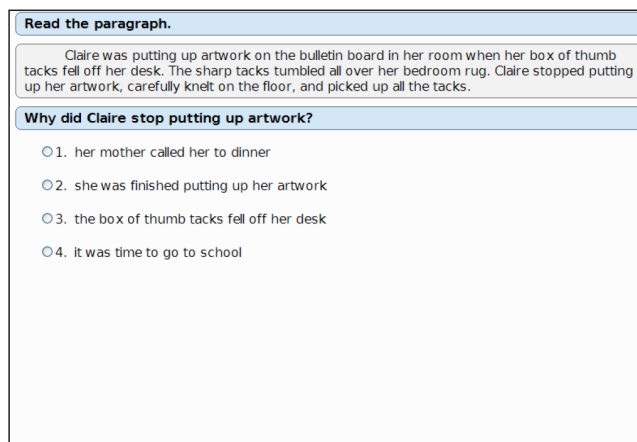 Read the paragraph.
Claire was putting up artwork on the bulletin board in her room when her box of thumb
tacks fell off her desk. The sharp tacks tumbled all over her bedroom rug. Claire stopped putting
up her artwork, carefully knelt on the floor, and picked up all the tacks.
Why did Claire stop putting up artwork?
1. her mother called her to dinner
2. she was finished putting up her artwork
3. the box of thumb tacks fell off her desk
4. it was time to go to school